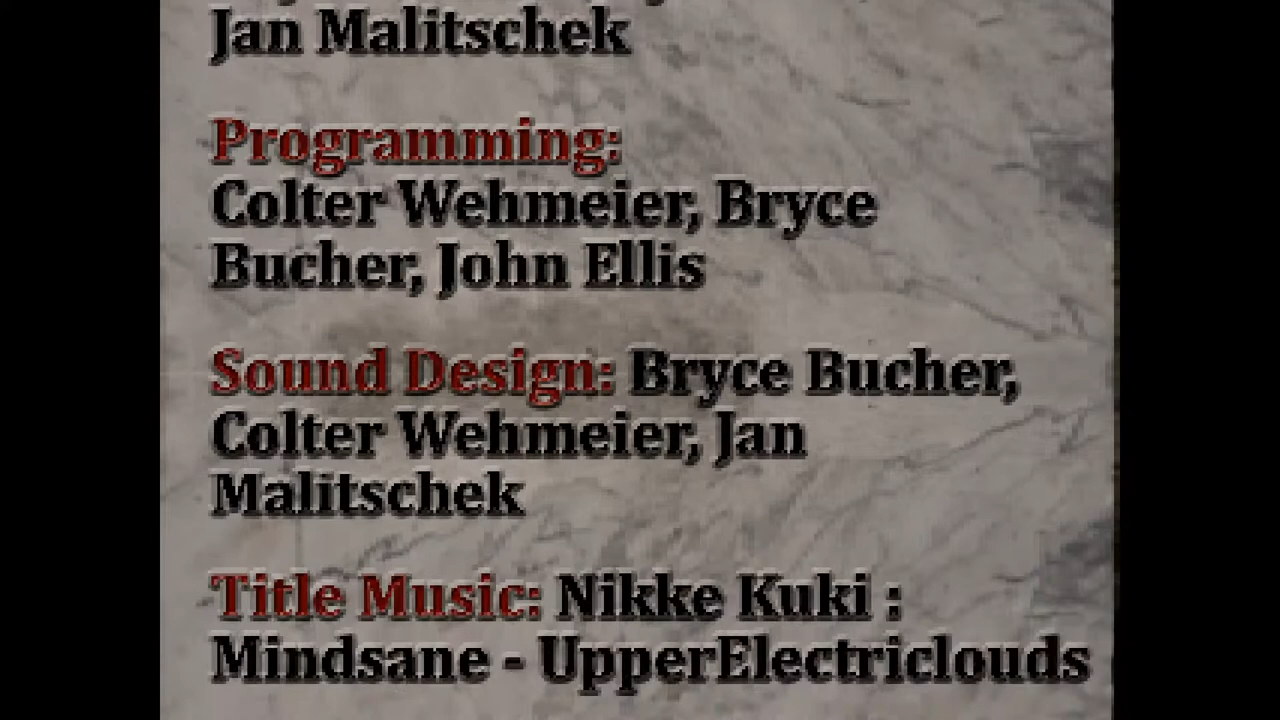 Jan Malitschek
Programming:
Colter Wehmeier, Bryce
Bucher, John Ellis
Sound Design: Bryce Bucher,
Colter Wehmeier, Jan
Malitschek
Title Music: Nikke Kuki :
Mindsane - UpperElectriclouds